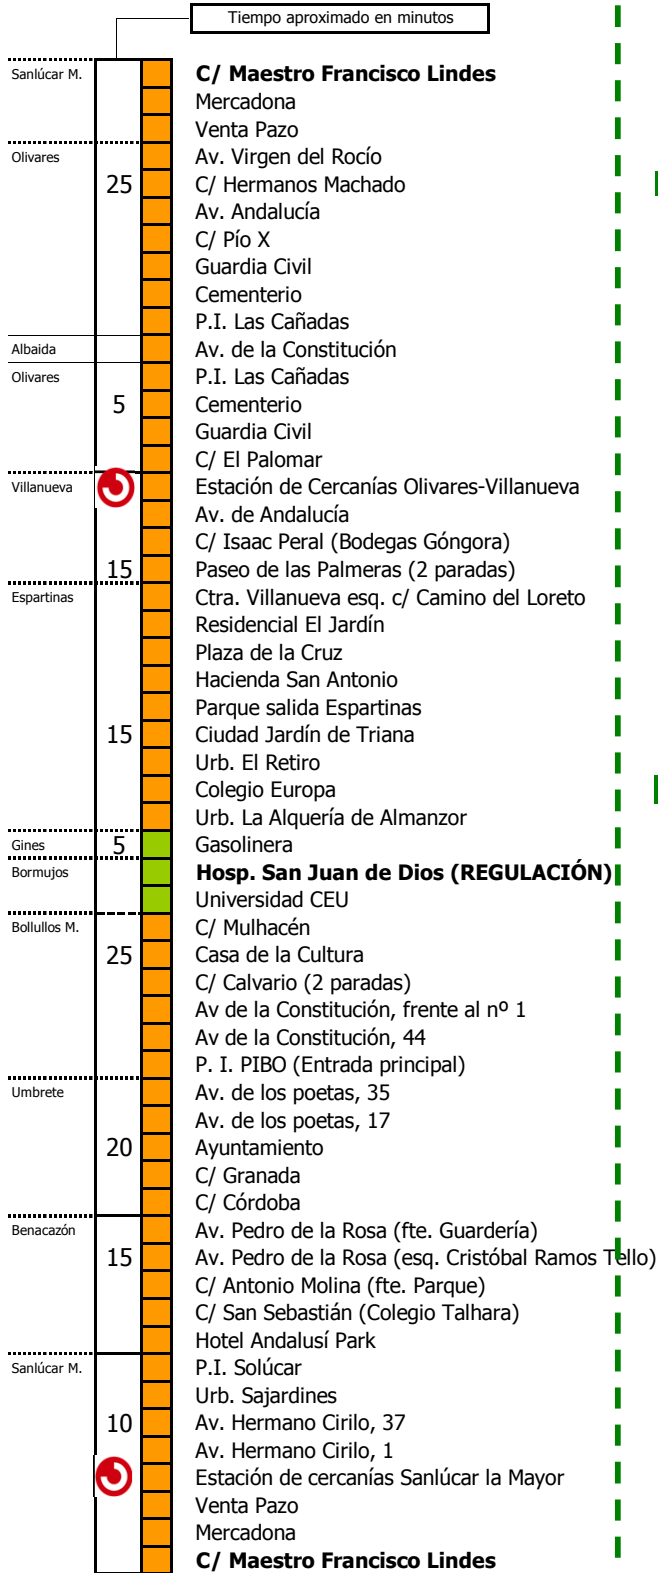 Tiempo aproximado en minutos
Sanlúcar M. C/ Maestro Francisco Lindes
Mercadona
Venta Pazo
Olivares Av. Virgen del Rocío
25 C/ Hermanos Machado
Av. Andalucía
C/ Pío X
Guardia Civil
Cementerio
P.I. Las Cañadas
Albaida Av. de la Constitución
Olivares P.I. Las Cañadas
5 Cementerio
Guardia Civil
C/ El Palomar
Villanueva Estación de Cercanías Olivares-Villanueva
Av. de Andalucía
C/ Isaac Peral (Bodegas Góngora)
15 Paseo de las Palmeras (2 paradas)
Espartinas Ctra. Villanueva esq. c/ Camino del Loreto
Residencial El Jardín
Plaza de la Cruz
Hacienda San Antonio
Parque salida Espartinas
15 Ciudad Jardín de Triana
Urb. El Retiro
Colegio Europa
Urb. La Alquería de Almanzor
Gines 5 Gasolinera
Bormujos Hosp. San Juan de Dios (REGULACIÓN)
Universidad CEU
Bollullos M. C/ Mulhacén
25 Casa de la Cultura
C/ Calvario (2 paradas)
Av de la Constitución, frente al nº 1
Av de la Constitución, 44
P. I. PIBO (Entrada principal)
Umbrete Av. de los poetas, 35
Av. de los poetas, 17
20 Ayuntamiento
C/ Granada
C/ Córdoba
Benacazón Av. Pedro de la Rosa (fte. Guardería)
15 Av. Pedro de la Rosa (esq. Cristóbal Ramos Tello)
C/ Antonio Molina (fte. Parque)
C/ San Sebastián (Colegio Talhara)
Hotel Andalusí Park
Sanlúcar M. P.I. Solúcar
Urb. Sajardines
10 Av. Hermano Cirilo, 37
Av. Hermano Cirilo, 1
Estación de cercanías Sanlúcar la Mayor
Venta Pazo
Mercadona
C/ Maestro Francisco Lindes